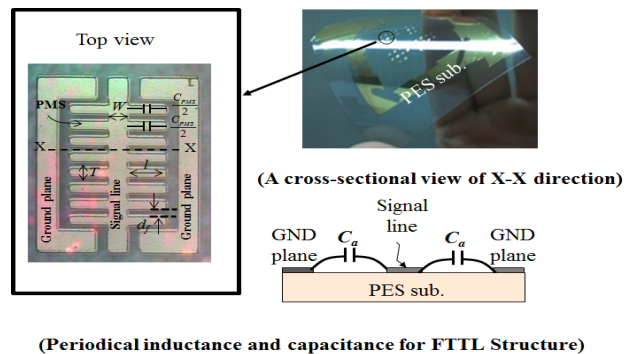 Top view
PMS
W
C_PMS
2
C_PMS
2
X
X
T
l
Ground plane
Signal line
Ground plane
d_f
PES sub.
(A cross-sectional view of X-X direction)
Signal
line
GND
plane
C_a
C_a
GND
plane
PES sub.
(Periodical inductance and capacitance for FTTL Structure)